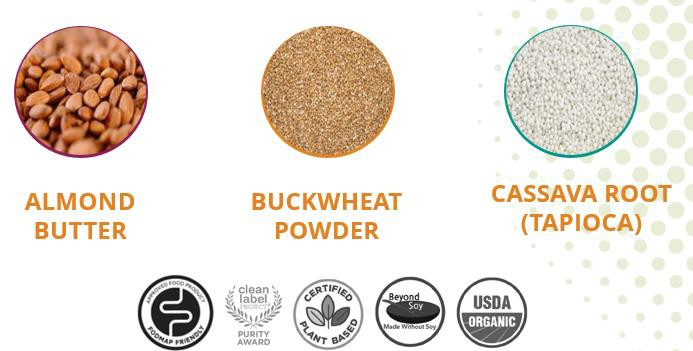 ALMOND
BUTTER
BUCKWHEAT
POWDER
CASSAVA ROOT
(TAPIOCA)
APPROVED FOOD PRODUCT
FODMAP FRIENDLY
clean
label
PROJECT
PURITY
AWARD
CERTIFIED
PLANT BASED
Beyond
Soy
Made Without Soy
USDA
ORGANIC